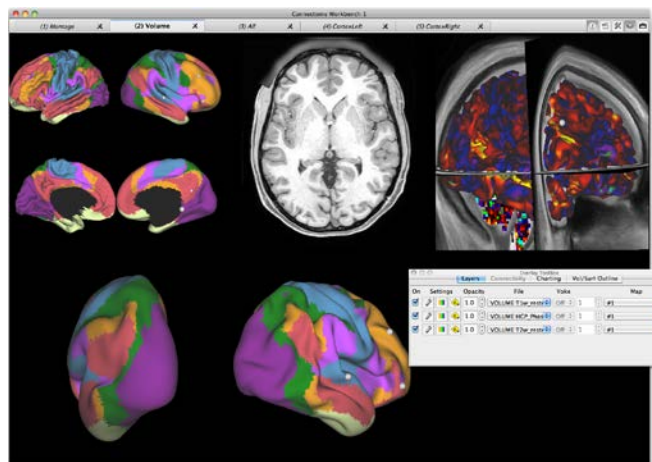 Connectome Workbench 1
(1) Montage
(2) Volume
(3) All
(4) CortexLeft
(5) CortexRight
Overlay ToolBox
Layers Connectivity Charting Vol/Surf Outline
On Settings Opacity File Yoke Map
1.0 VOLUME T1w_restore Off 1 #1
1.0 VOLUME HCP_Phas Off 1 #1
1.0 VOLUME T2w_restore Off 1 #1